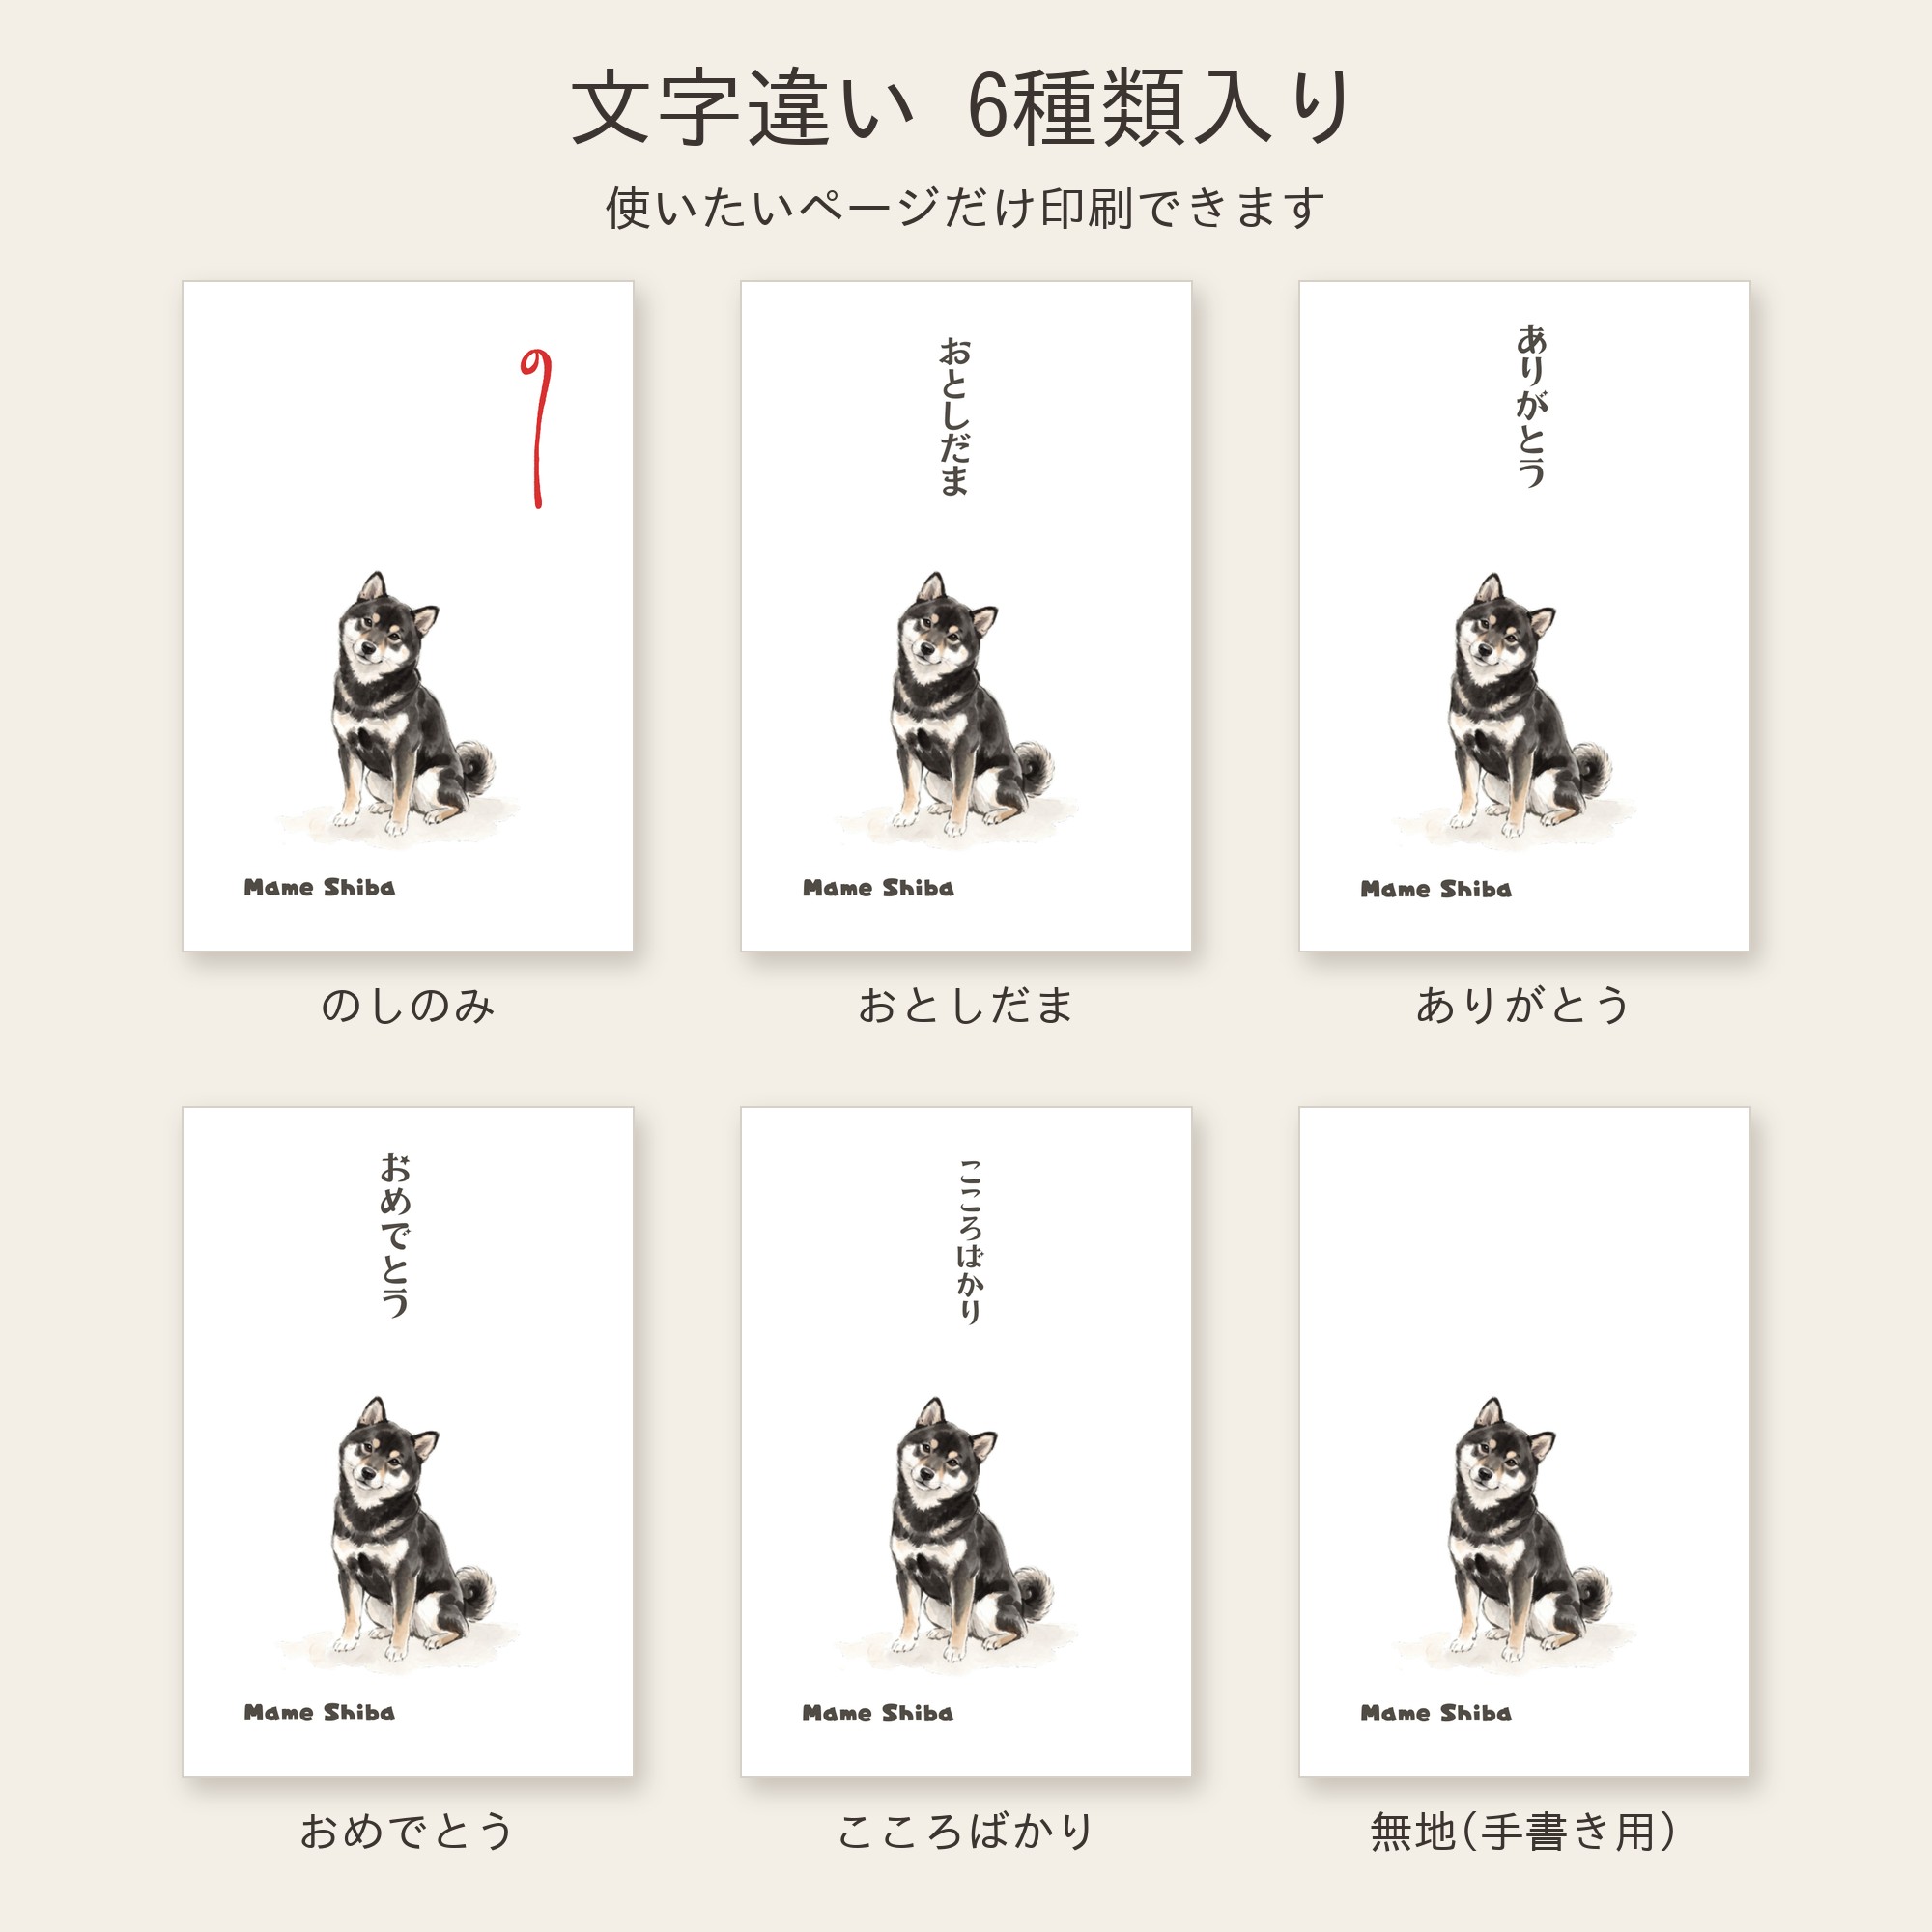 文字違い 6種類入り
使いたいページだけ印刷できます
Mame Shiba
のしのみ
おとしだま
Mame Shiba
おとしだま
ありがとう
Mame Shiba
ありがとう
おめでとう
Mame Shiba
おめでとう
こころばかり
Mame Shiba
こころばかり
Mame Shiba
無地(手書き用)